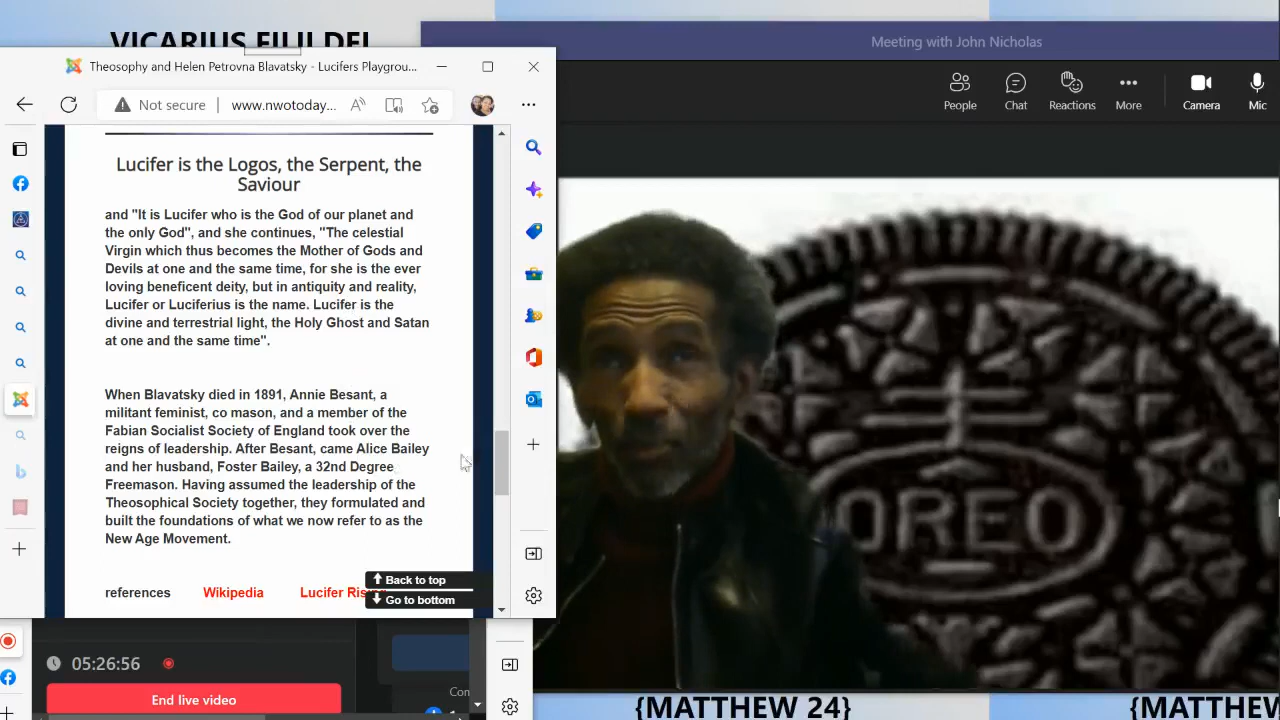 VICARIUS FILII DEI
Meeting with John Nicholas
Theosophy and Helen Petrovna Blavatsky - Lucifers Playgrou...
Not secure
www.nwotoday...
People
Chat
Reactions
More
Camera
Mic
Lucifer is the Logos, the Serpent, the
Saviour
and "It is Lucifer who is the God of our planet and
the only God", and she continues, "The celestial
Virgin which thus becomes the Mother of Gods and
Devils at one and the same time, for she is the ever
loving beneficent deity, but in antiquity and reality,
Lucifer or Luciferius is the name. Lucifer is the
divine and terrestrial light, the Holy Ghost and Satan
at one and the same time".
When Blavatsky died in 1891, Annie Besant, a
militant feminist, co mason, and a member of the
Fabian Socialist Society of England took over the
reigns of leadership. After Besant, came Alice Bailey
and her husband, Foster Bailey, a 32nd Degree
Freemason. Having assumed the leadership of the
Theosophical Society together, they formulated and
built the foundations of what we now refer to as the
New Age Movement.
references Wikipedia Lucifer Rising
Back to top
Go to bottom
OREO
05:26:56
End live video
Con
{MATTHEW 24}
{MATTHEW